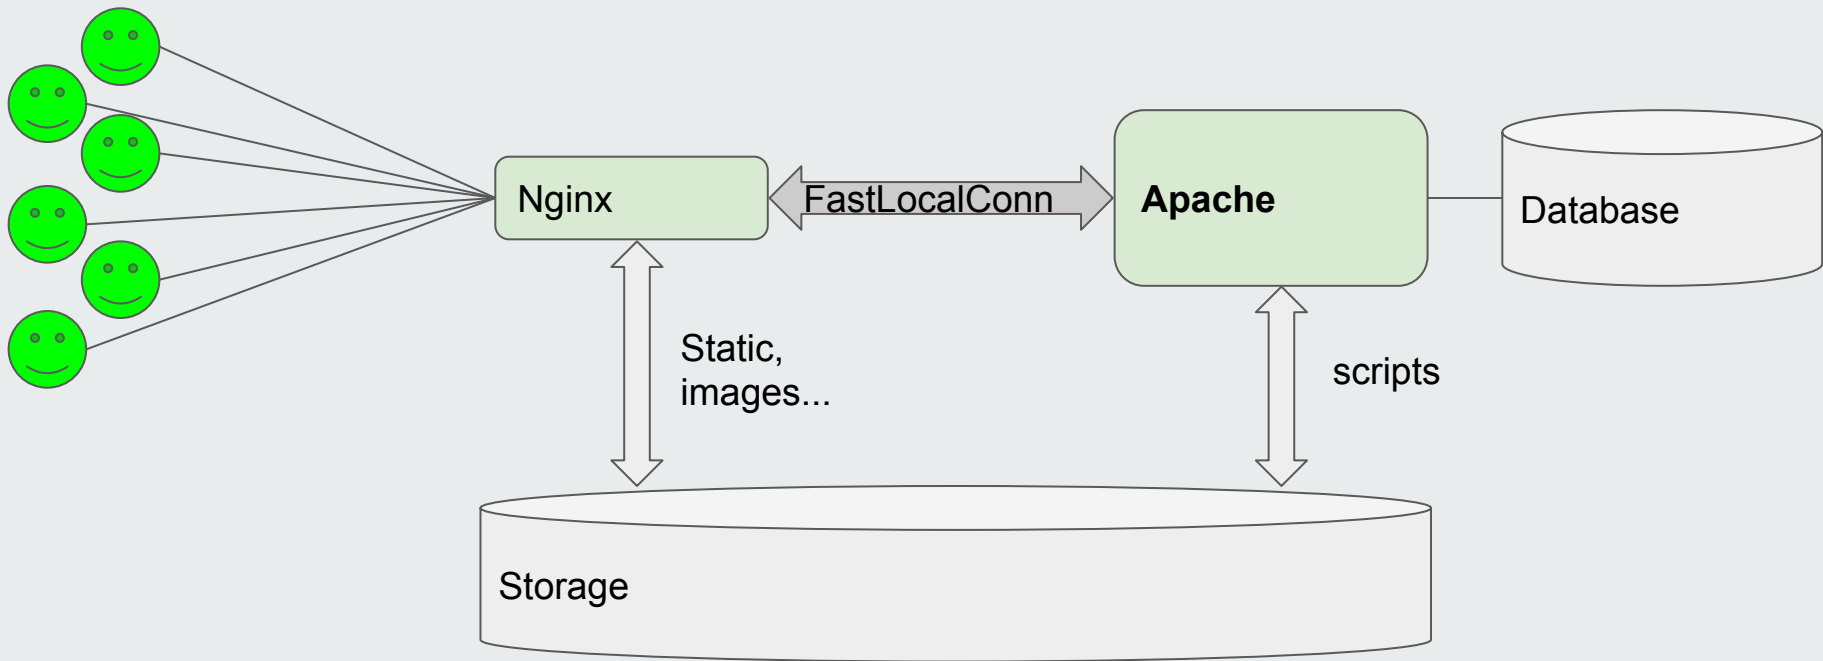 Nginx
FastLocalConn
Apache
Database
Static,
images...
scripts
Storage